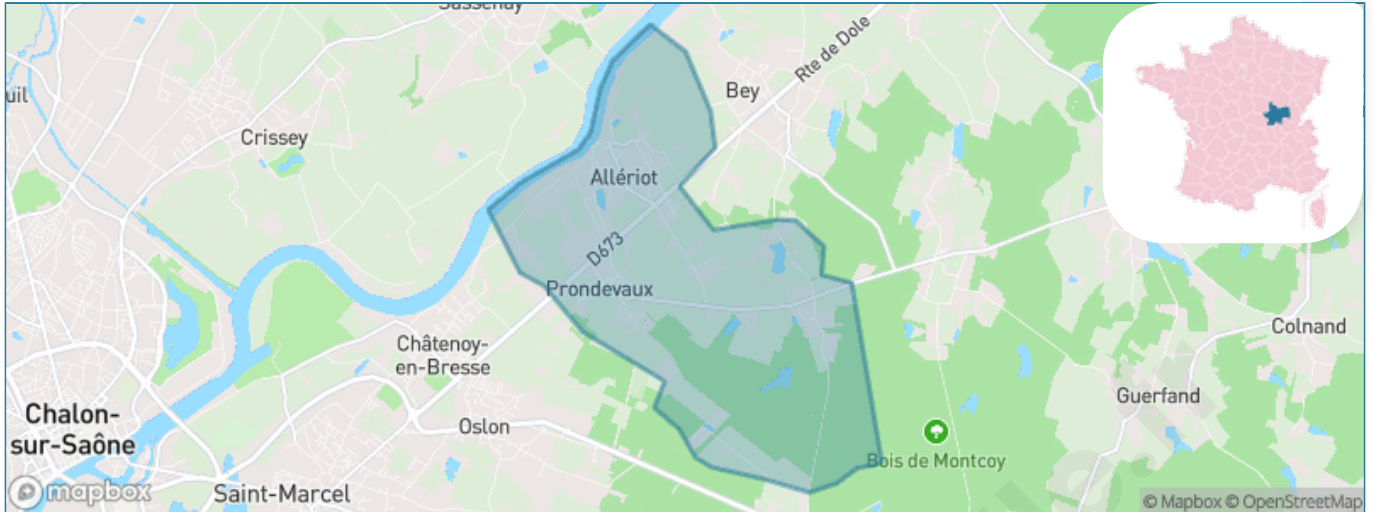 Sassenay
Rte de Dole
Bey
uil
Crissey
Allériot
D673
Prondevaux
Colnand
Châtenoy-
en-Bresse
Guerfand
Chalon-
sur-Saône
Oslon
Bois de Montcoy
Saint-Marcel
mapbox
© Mapbox © OpenStreetMap